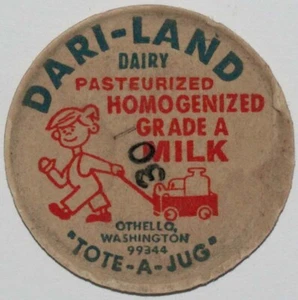 DARI-LAND
DAIRY
PASTEURIZED
HOMOGENIZED
GRADE A
MILK
30
OTHELLO,
WASHINGTON
99344
"TOTE-A-JUG"